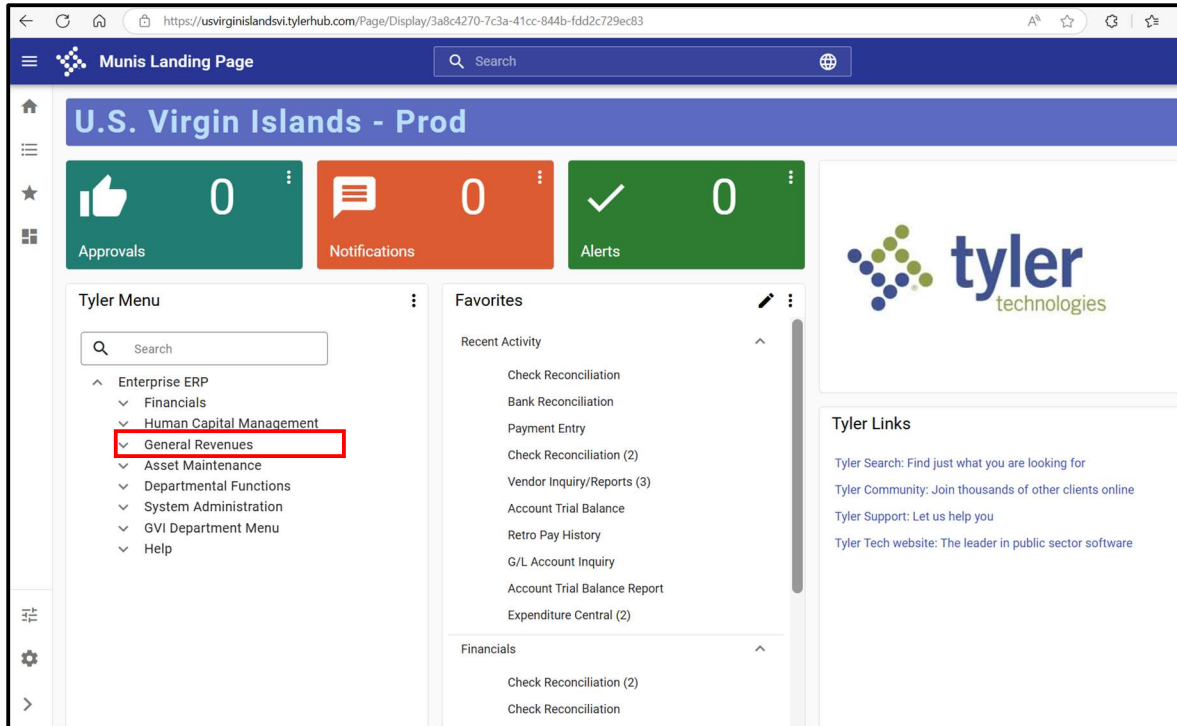 https://usvirginislandsvi.tylerhub.com/Page/Display/3a8c4270-7c3a-41cc-844b-fdd2c729ec83
Munis Landing Page
Search
U.S. Virgin Islands - Prod
0
Approvals
0
Notifications
0
Alerts
tyler
technologies
Tyler Menu
Search
Enterprise ERP
Financials
Human Capital Management
General Revenues
Asset Maintenance
Departmental Functions
System Administration
GVI Department Menu
Help
Favorites
Recent Activity
Check Reconciliation
Bank Reconciliation
Payment Entry
Check Reconciliation (2)
Vendor Inquiry/Reports (3)
Account Trial Balance
Retro Pay History
G/L Account Inquiry
Account Trial Balance Report
Expenditure Central (2)
Financials
Check Reconciliation (2)
Check Reconciliation
Tyler Links
Tyler Search: Find just what you are looking for
Tyler Community: Join thousands of other clients online
Tyler Support: Let us help you
Tyler Tech website: The leader in public sector software